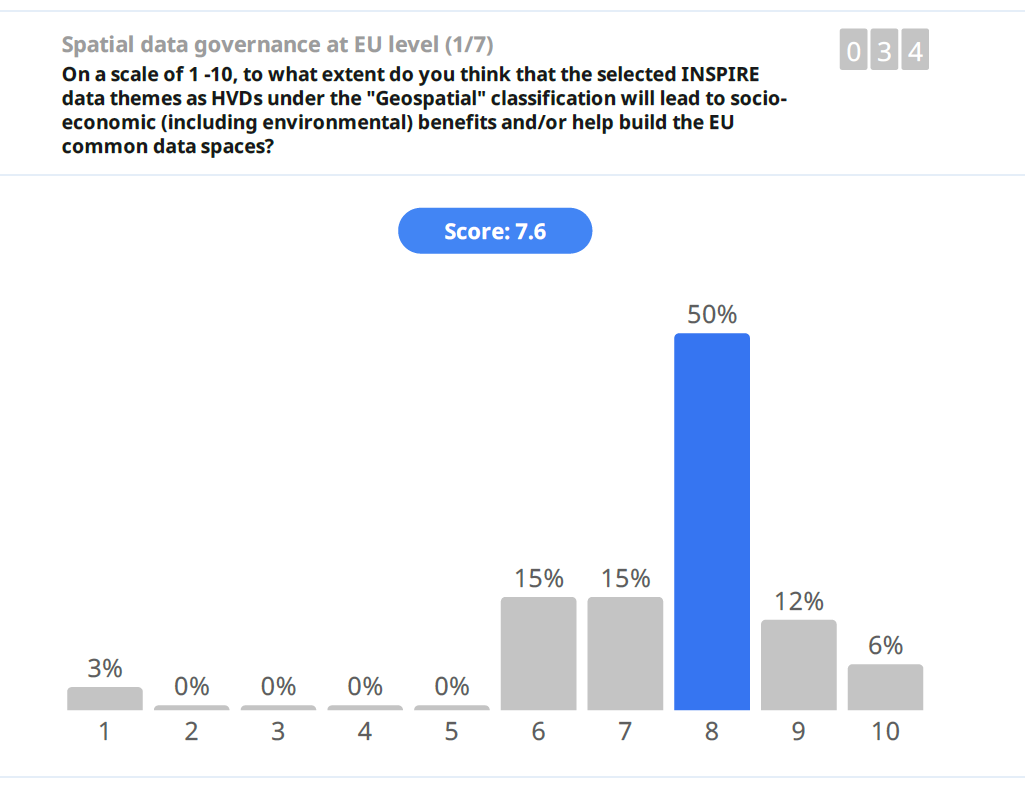 Spatial data governance at EU level (1/7)
0 3 4
On a scale of 1 -10, to what extent do you think that the selected INSPIRE
data themes as HVDs under the "Geospatial" classification will lead to socio-
economic (including environmental) benefits and/or help build the EU
common data spaces?
Score: 7.6
50%
15% 15%
12%
6%
3%
0% 0% 0% 0%
1 2 3 4 5 6 7 8 9 10